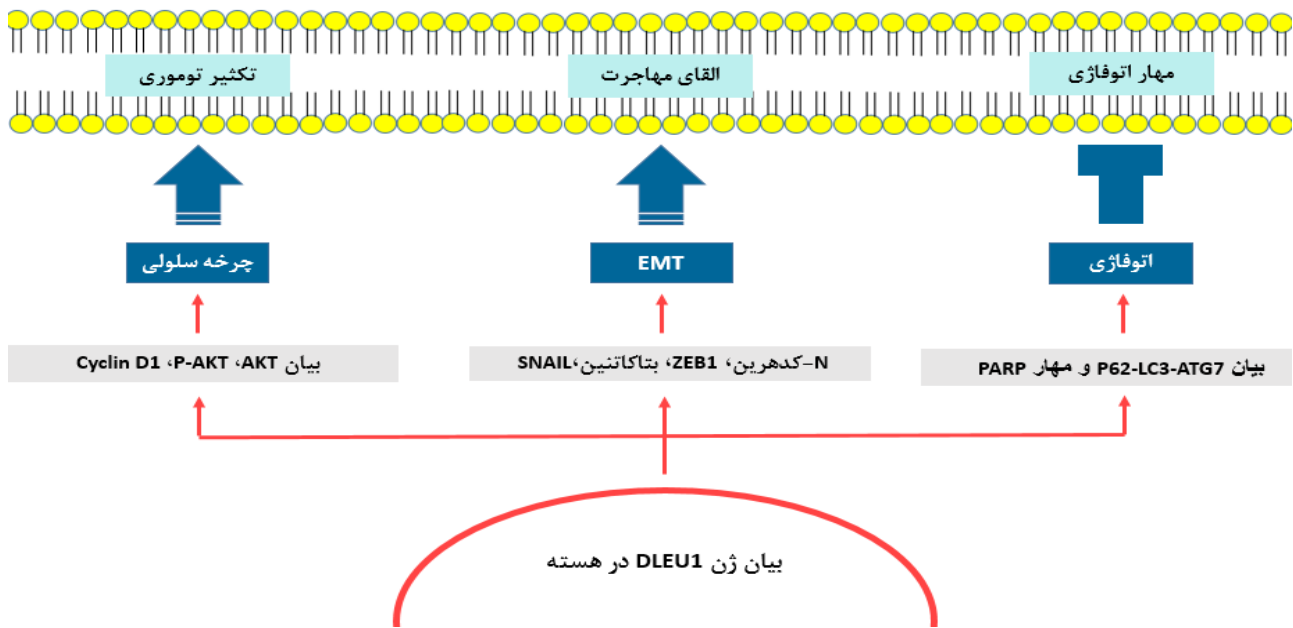 مهار اتوفاژی
القای مهاجرت
تکثیر توموری
اتوفاژی
EMT
چرخه سلولی
بیان P62-LC3-ATG7 و مهار PARP
N-کدهرین، ZEB1، بتاکاتنین،SNAIL
بیان Cyclin D1 ،P-AKT ،AKT
بیان ژن DLEU1 در هسته